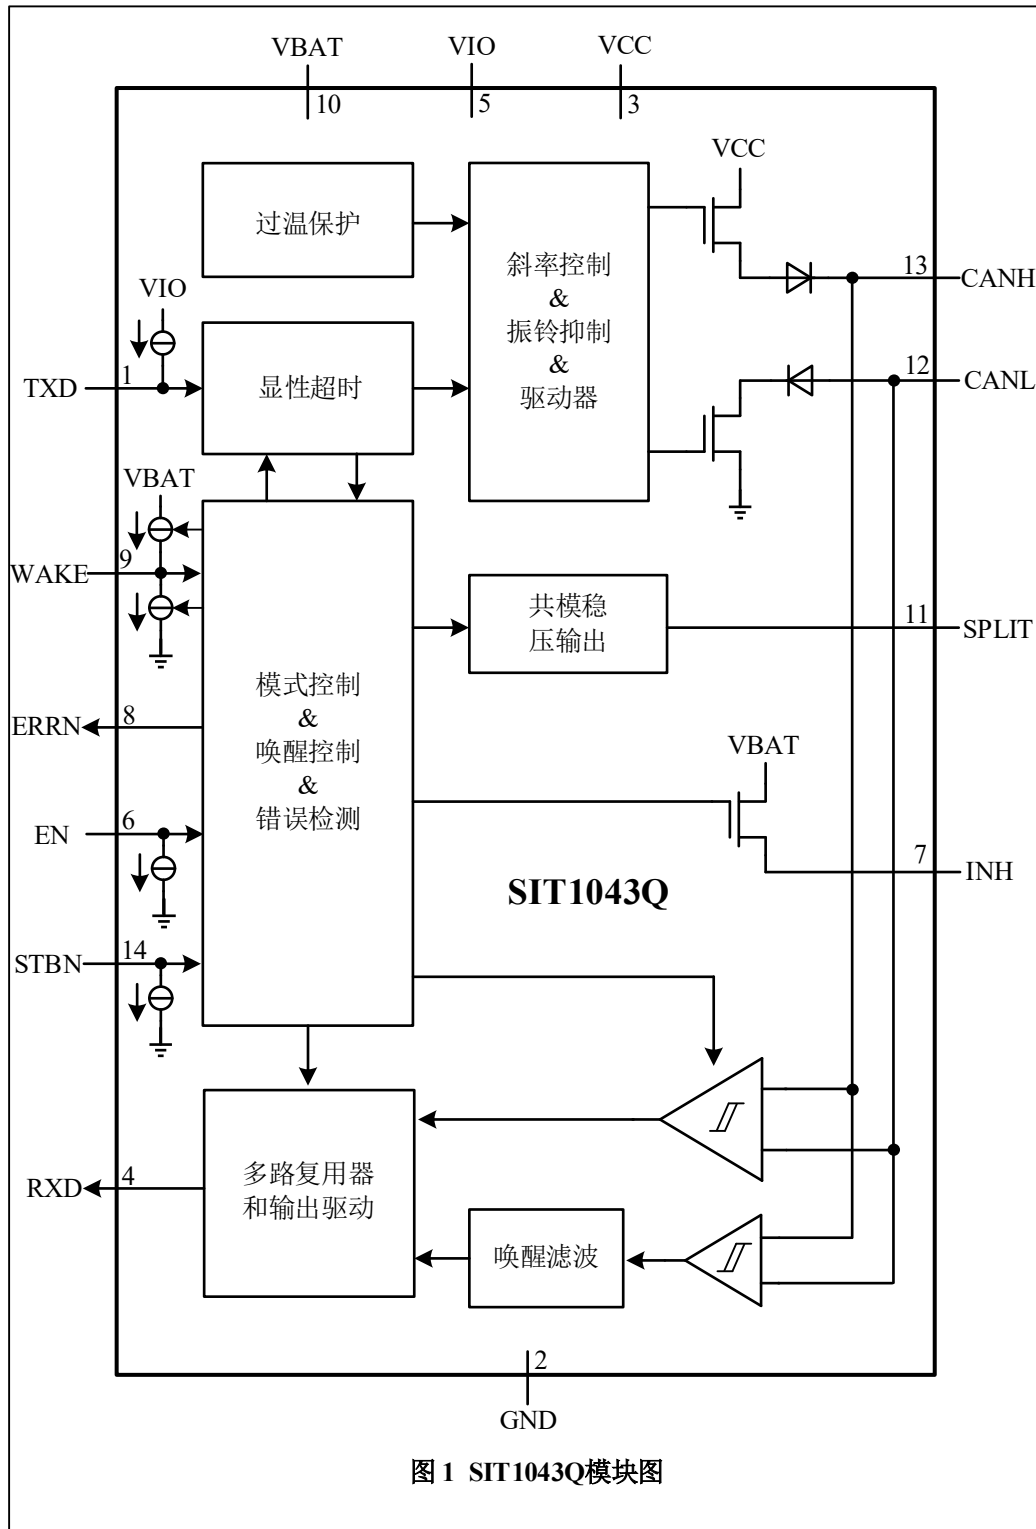 VBAT
VIO
VCC
10
5
3
VCC
过温保护
斜率控制
&
振铃抑制
&
驱动器
13
CANH
VIO
TXD
1
显性超时
12
CANL
VBAT
WAKE
9
共模稳
压输出
11
SPLIT
模式控制
&
唤醒控制
&
错误检测
ERRN
8
VBAT
EN
6
7
INH
SIT1043Q
STBN
14
RXD
4
多路复用器
和输出驱动
唤醒滤波
2
GND
图 1 SIT1043Q模块图